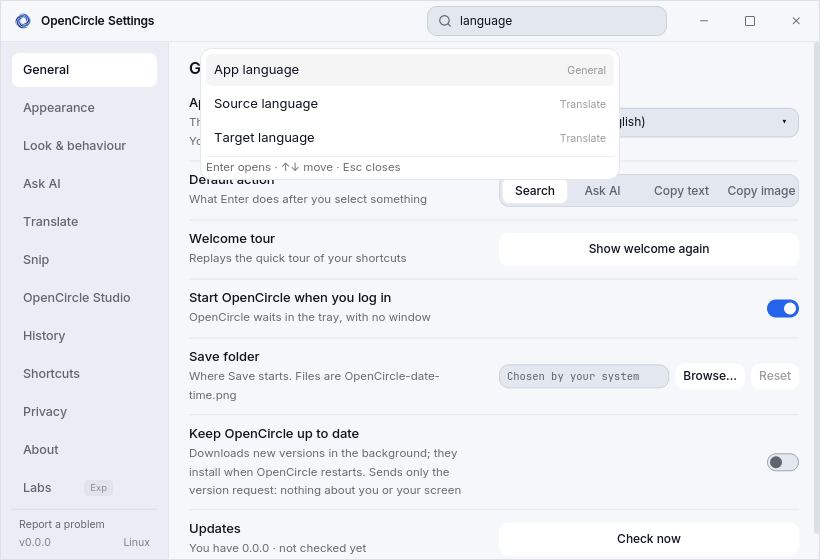 OpenCircle Settings
language
General
Appearance
Look & behaviour
Ask AI
Translate
Snip
OpenCircle Studio
History
Shortcuts
Privacy
About
Labs Exp
Report a problem
v0.0.0 Linux
App language General
Source language Translate
Target language Translate
Enter opens · ↑↓ move · Esc closes
glish)
Default action
What Enter does after you select something
Search Ask AI Copy text Copy image
Welcome tour
Replays the quick tour of your shortcuts
Show welcome again
Start OpenCircle when you log in
OpenCircle waits in the tray, with no window
Save folder
Where Save starts. Files are OpenCircle-date-
time.png
Chosen by your system Browse... Reset
Keep OpenCircle up to date
Downloads new versions in the background; they
install when OpenCircle restarts. Sends only the
version request: nothing about you or your screen
Updates
You have 0.0.0 · not checked yet
Check now